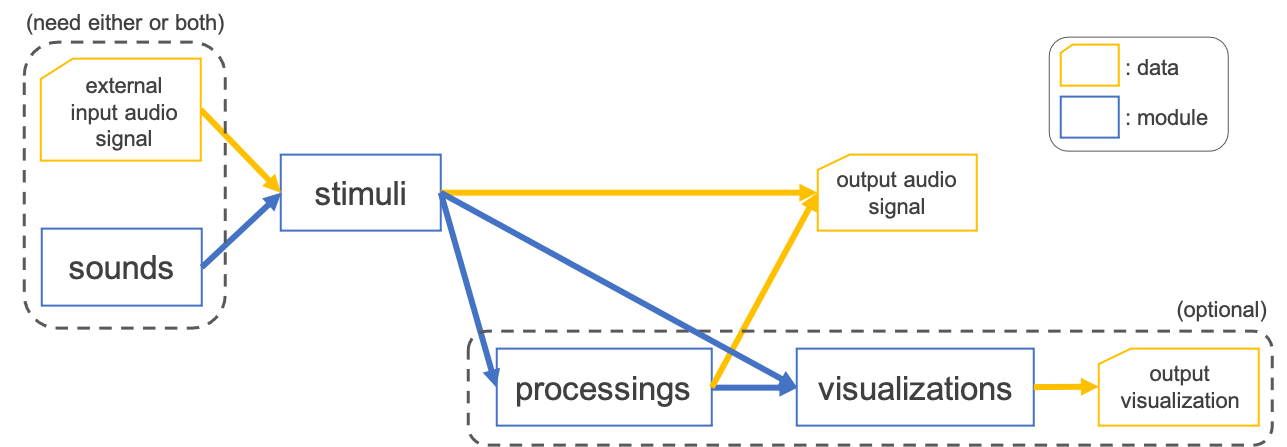 (need either or both)
external
input audio
signal
sounds
stimuli
output audio
signal
: data
: module
(optional)
processings
visualizations
output
visualization